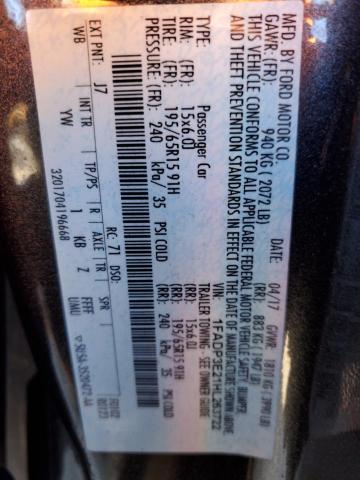 MFD. BY FORD MOTOR CO.
DATE: 04/17 GVWR: 1810 KG (3990 LB)
GAWR: (FR): 940 KG ( 2072 LB) (RR): 883 KG (1947 LB)
THIS VEHICLE CONFORMS TO ALL APPLICABLE FEDERAL MOTOR VEHICLE SAFETY, BUMPER,
AND THEFT PREVENTION STANDARDS IN EFFECT ON THE DATE OF MANUFACTURE SHOWN ABOVE.
1FADP3E21HL263722
TYPE: Passenger Car TRAILER TOWING - SEE OWNER GUIDE
RIM: (FR) 15x6.0J (RR): 15x6.0J
TIRE: (FR) 195/65R15 91H (RR): 195/65R15 91H
PRESSURE: (FR) 240 kPa/ 35 PSI COLD (RR): 240 kPa/ 35 PSI COLD
EXT PNT: J7 RC: 71 DSO:
WB INT TR TP/PS R AXLE TR SPR
YW 1 KB Z FFFF
UMU
3201704196668